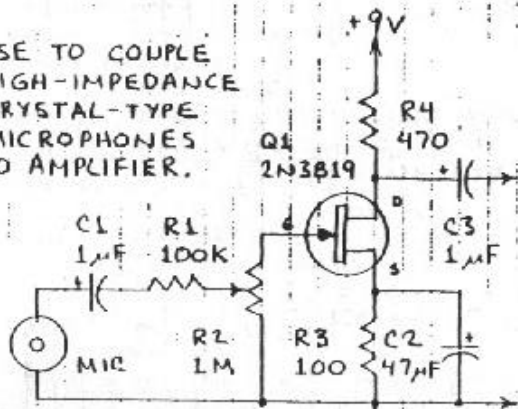 SE TO COUPLE
IGH-IMPEDANCE
RYSTAL-TYPE
MICROPHONES
O AMPLIFIER.
+9V
R4
470
Q1
2N3819
G
D
S
C1
1µF
R1
100K
C3
1µF
MIC
R2
1M
R3
100
C2
47µF
+
+
+